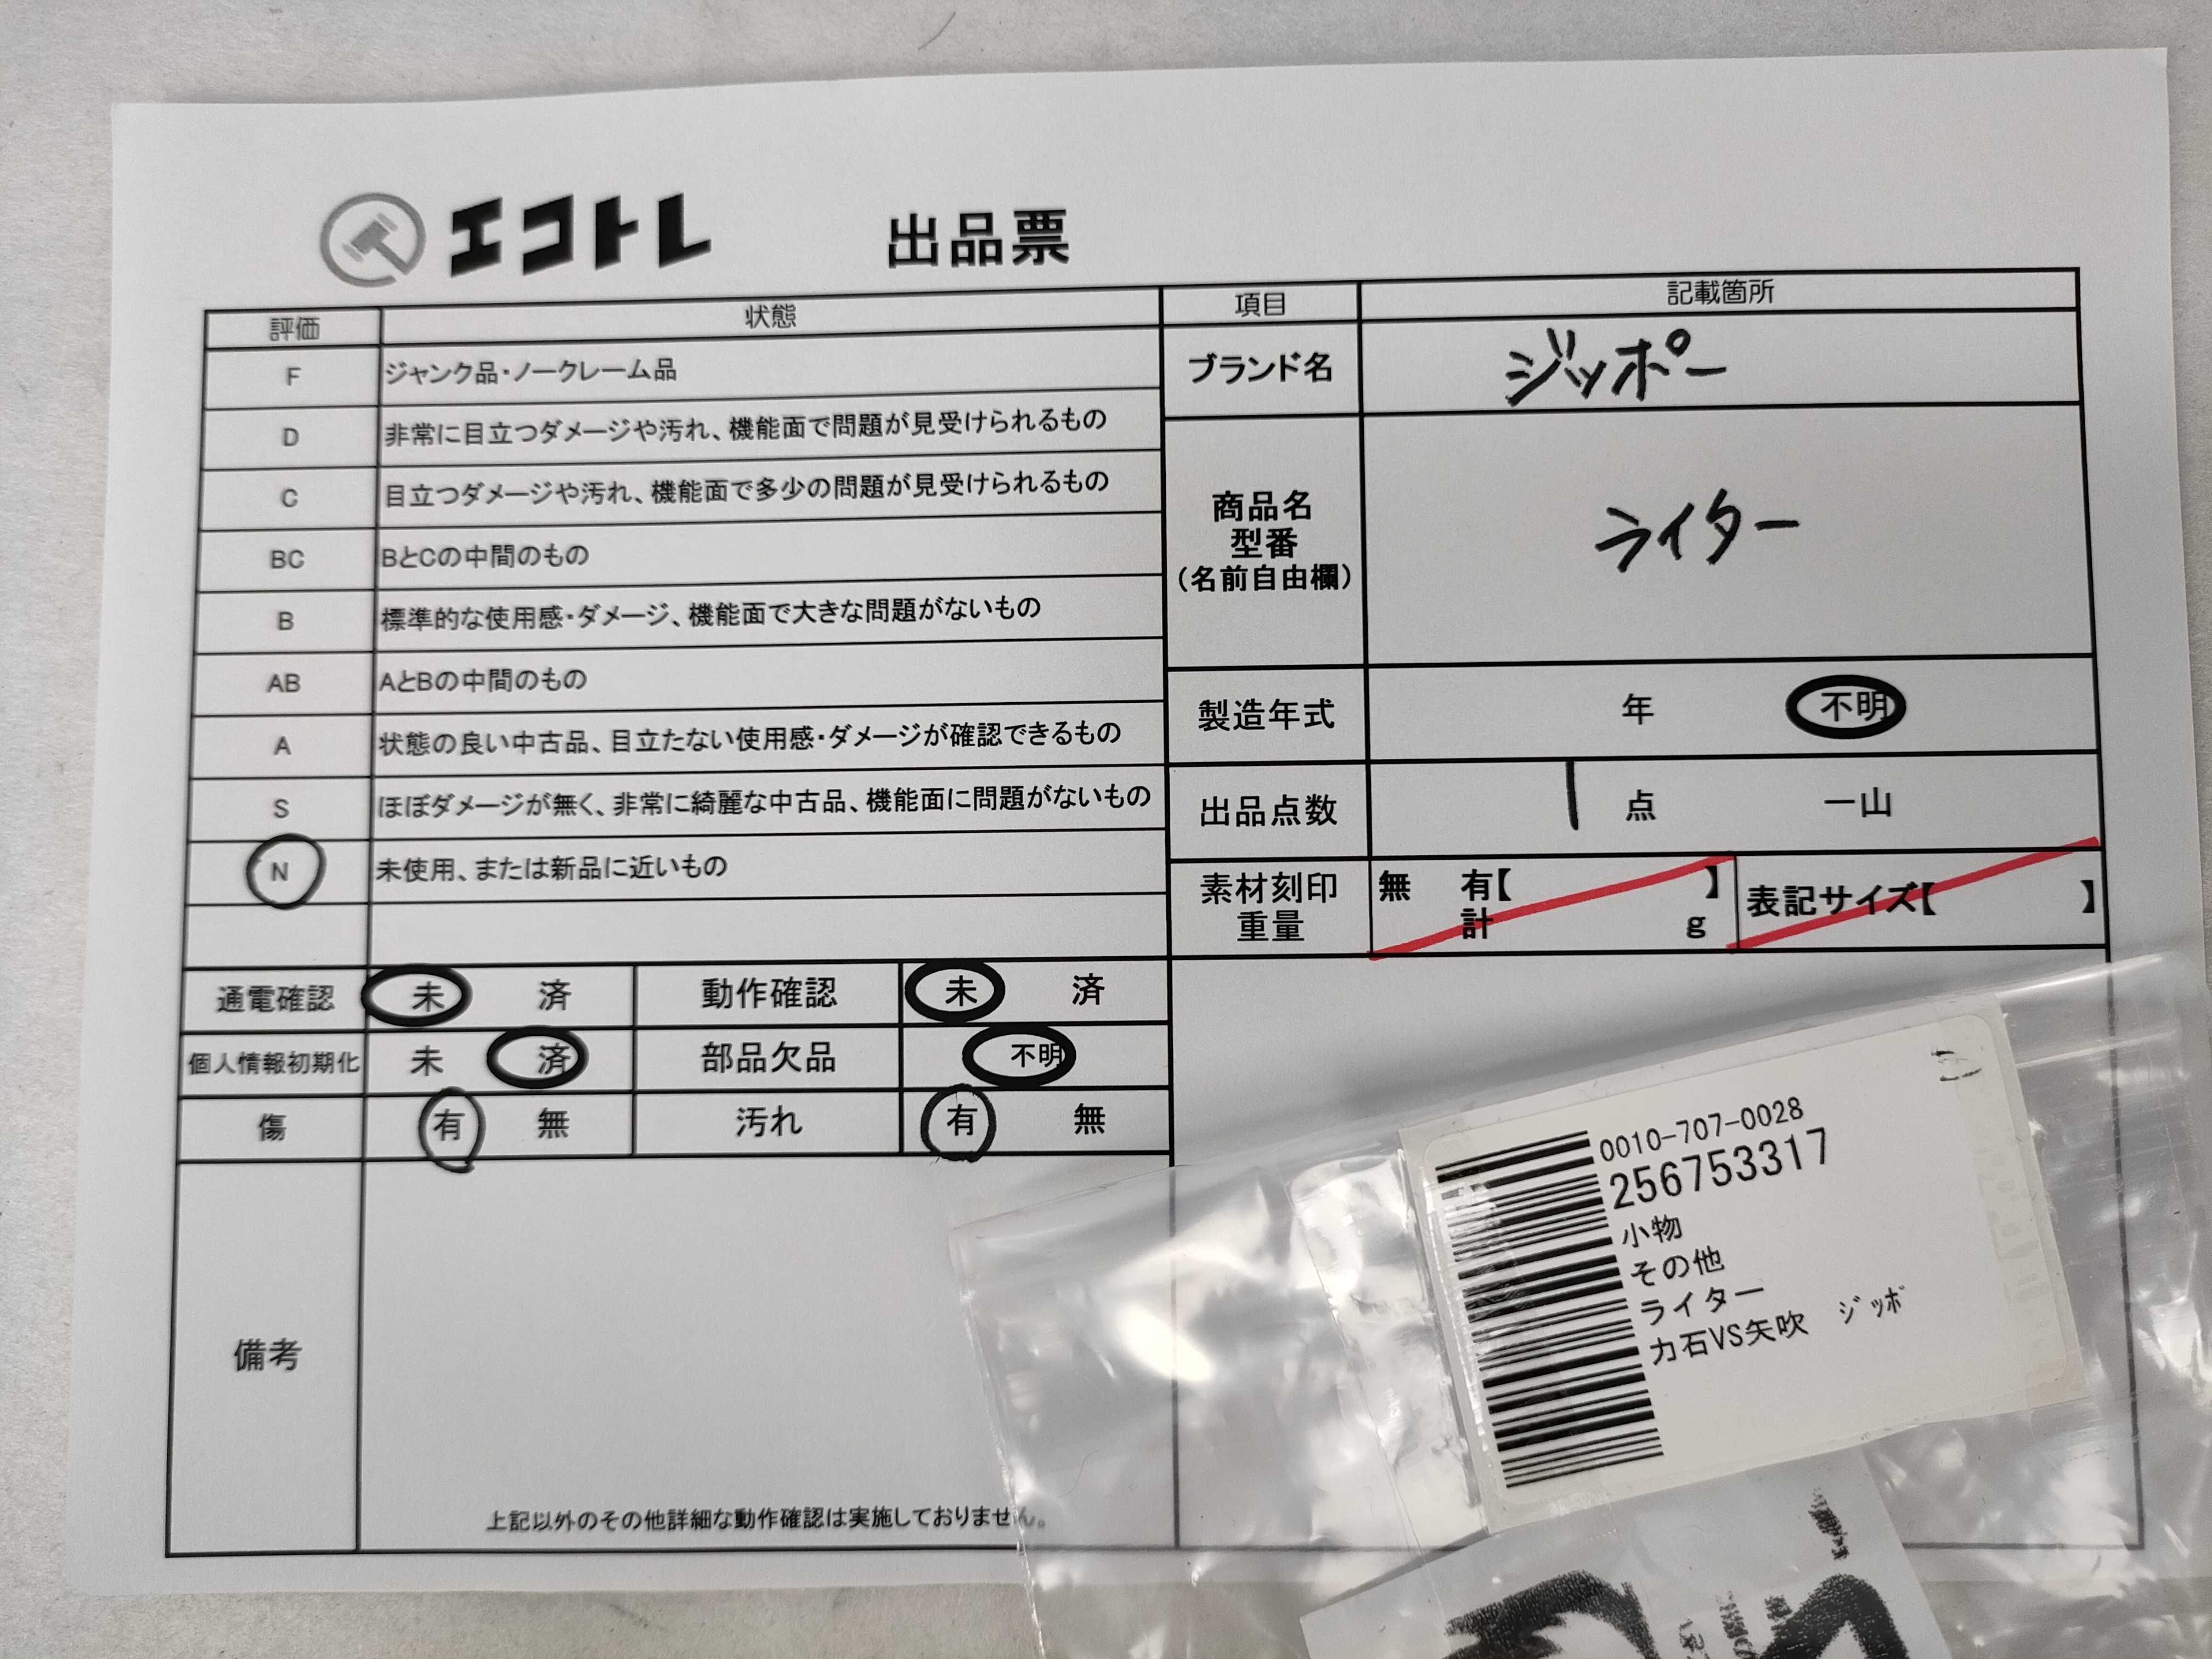 エコトレ 出品票
評価 状態
F ジャンク品・ノークレーム品
D 非常に目立つダメージや汚れ、機能面で問題が見受けられるもの
C 目立つダメージや汚れ、機能面で多少の問題が見受けられるもの
BC BとCの中間のもの
B 標準的な使用感・ダメージ、機能面で大きな問題がないもの
AB AとBの中間のもの
A 状態の良い中古品、目立たない使用感・ダメージが確認できるもの
S ほぼダメージが無く、非常に綺麗な中古品、機能面に問題がないもの
N 未使用、または新品に近いもの
通電確認 未 済 動作確認 未 済
個人情報初期化 未 済 部品欠品 不明
傷 有 無 汚れ 有 無
備考
上記以外のその他詳細な動作確認は実施しておりません。
項目 記載箇所
ブランド名 ジッポー
商品名
型番
(名前自由欄)
ライター
製造年式 年 不明
出品点数 1 点 一山
素材刻印
重量
無 有【 】
計 g
表記サイズ【 】
0010-707-0028
256753317
小物
その他
ライター
力石VS矢吹 ｼﾞｯﾎﾟ